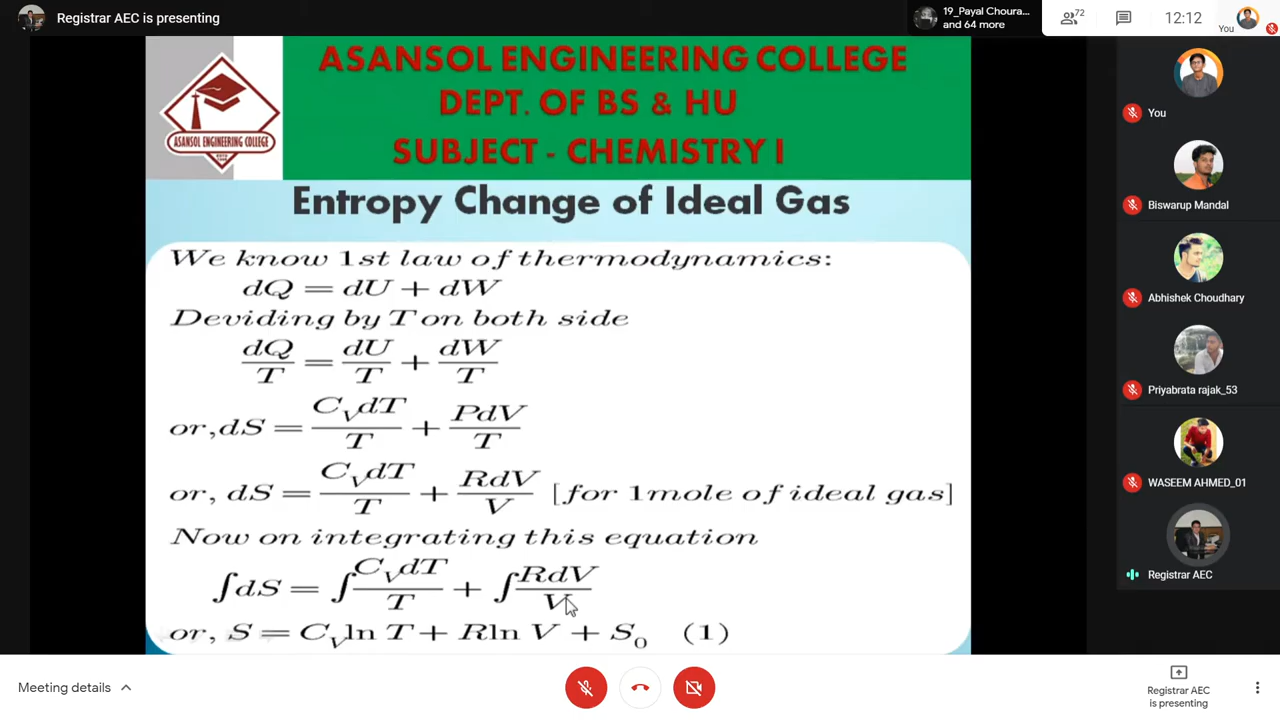 Registrar AEC is presenting
19_Payal Choura...
and 64 more
72
12:12
You
ASANSOL ENGINEERING COLLEGE
DEPT. OF BS & HU
SUBJECT - CHEMISTRY I
ASANSOL ENGINEERING COLLEGE
Entropy Change of Ideal Gas
We know 1st law of thermodynamics:
dQ = dU + dW
Deviding by T on both side
dQ/T = dU/T + dW/T
or,dS = C_V dT/T + PdV/T
or, dS = C_V dT/T + RdV/V [for 1mole of ideal gas]
Now on integrating this equation
∫dS = ∫C_V dT/T + ∫RdV/V
or, S = C_V ln T + Rln V + S_0 (1)
You
Biswarup Mandal
Abhishek Choudhary
Priyabrata rajak_53
WASEEM AHMED_01
Registrar AEC
Meeting details
Registrar AEC
is presenting